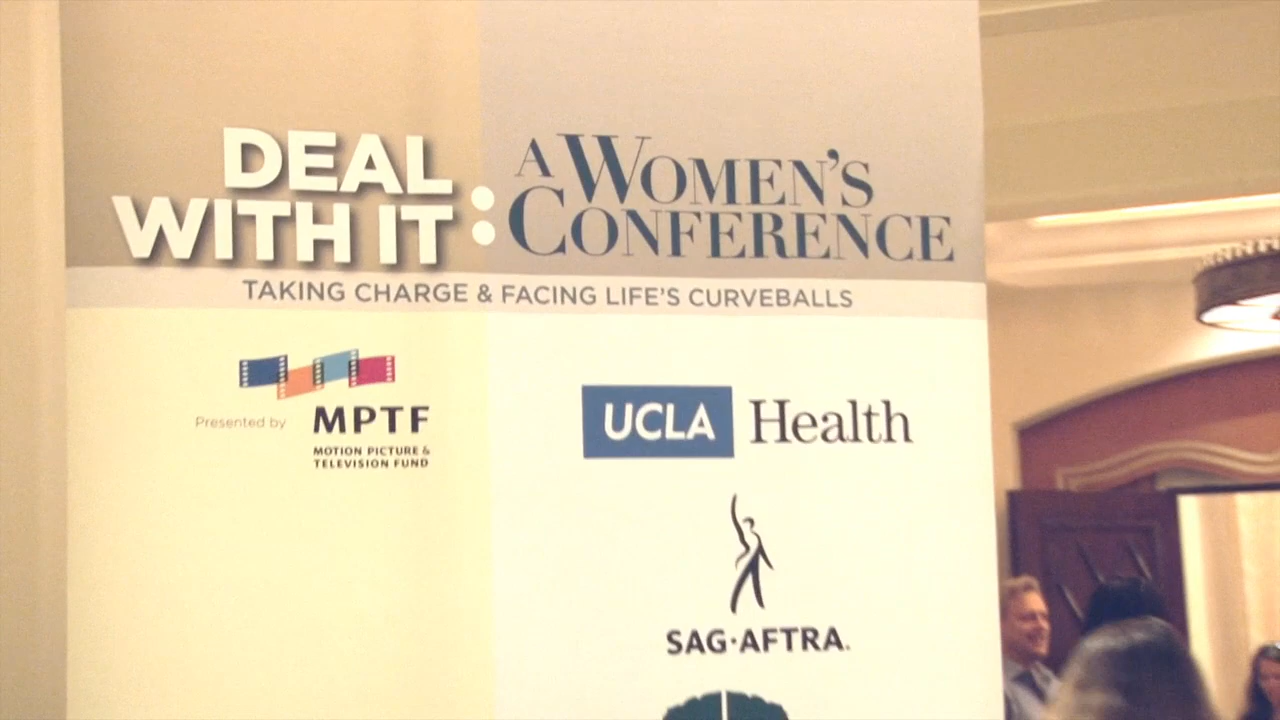 DEAL
WITH IT:
A WOMEN'S
CONFERENCE
TAKING CHARGE & FACING LIFE'S CURVEBALLS
Presented by
MPTF
MOTION PICTURE &
TELEVISION FUND
UCLA Health
SAG·AFTRA.